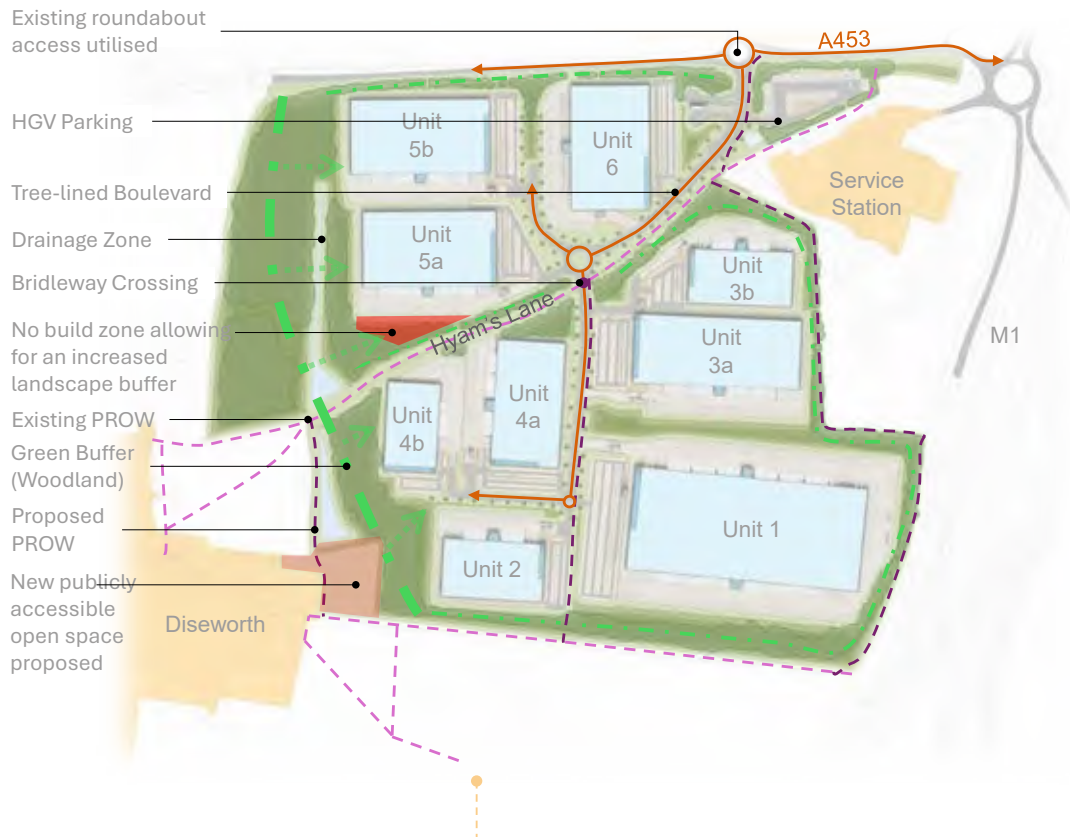 Existing roundabout
access utilised
A453
HGV Parking
Unit
5b
Unit
6
Tree-lined Boulevard
Service
Station
Drainage Zone
Unit
5a
Unit
3b
Bridleway Crossing
Hyam's Lane
No build zone allowing
for an increased
landscape buffer
Unit
3a
M1
Existing PROW
Unit
4b
Unit
4a
Green Buffer
(Woodland)
Proposed
PROW
Unit 1
Unit 2
New publicly
accessible
open space
proposed
Diseworth